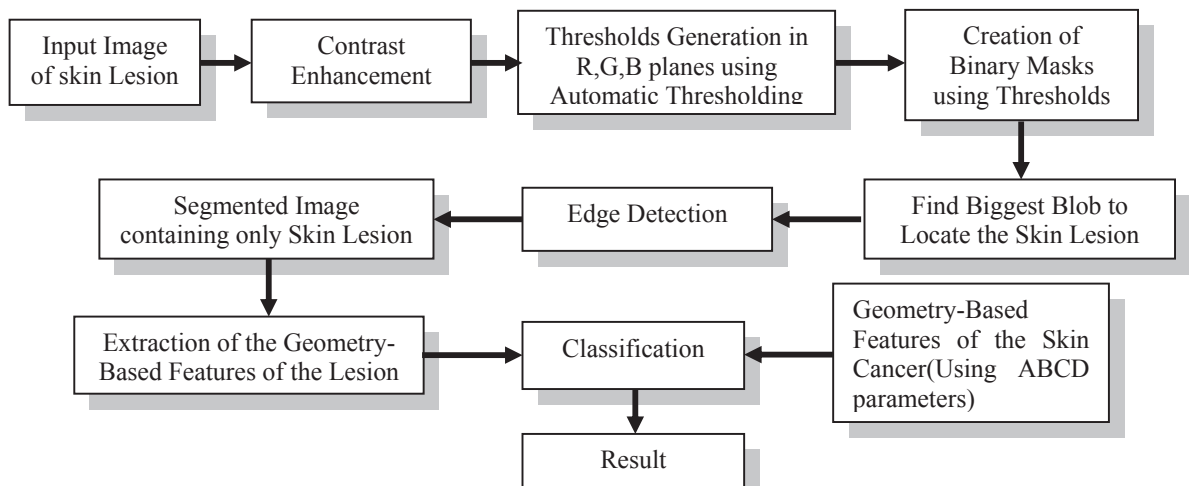 Input Image
of skin Lesion
Contrast
Enhancement
Thresholds Generation in
R,G,B planes using
Automatic Thresholding
Creation of
Binary Masks
using Thresholds
Find Biggest Blob to
Locate the Skin Lesion
Edge Detection
Segmented Image
containing only Skin Lesion
Extraction of the Geometry-
Based Features of the Lesion
Classification
Geometry-Based
Features of the Skin
Cancer(Using ABCD
parameters)
Result